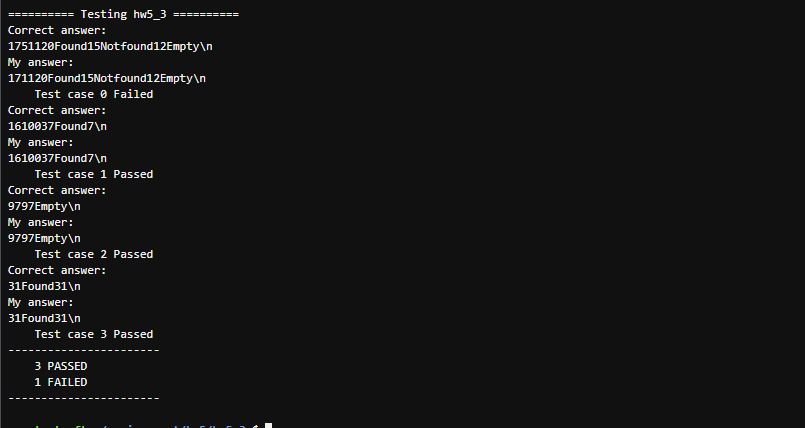 ========== Testing hw5_3 ==========
Correct answer:
1751120Found15Notfound12Empty\n
My answer:
171120Found15Notfound12Empty\n
Test case 0 Failed
Correct answer:
1610037Found7\n
My answer:
1610037Found7\n
Test case 1 Passed
Correct answer:
9797Empty\n
My answer:
9797Empty\n
Test case 2 Passed
Correct answer:
31Found31\n
My answer:
31Found31\n
Test case 3 Passed
-----------------------
3 PASSED
1 FAILED
-----------------------